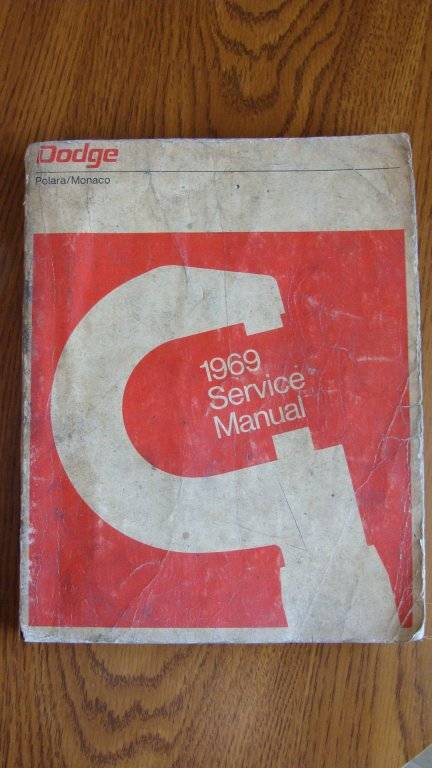 Dodge
Polara/Monaco
1969
Service
Manual